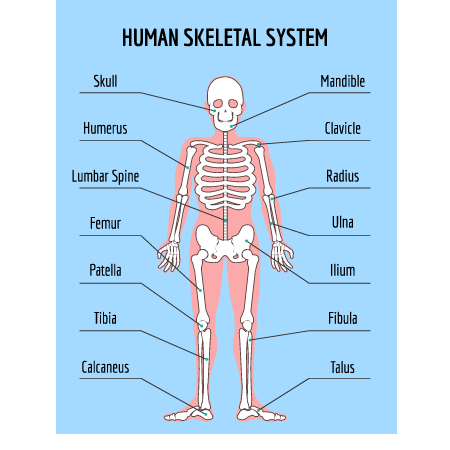 HUMAN SKELETAL SYSTEM
Skull
Mandible
Humerus
Clavicle
Lumbar Spine
Radius
Femur
Ulna
Patella
Ilium
Tibia
Fibula
Calcaneus
Talus